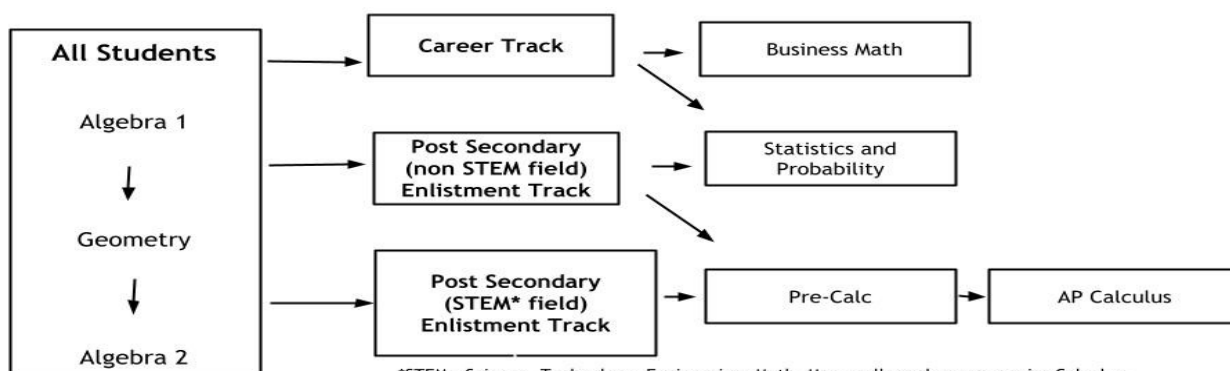 All Students
Algebra 1
Geometry
Algebra 2
Career Track
Business Math
Post Secondary
(non STEM field)
Enlistment Track
Statistics and
Probability
Post Secondary
(STEM* field)
Enlistment Track
Pre-Calc
AP Calculus